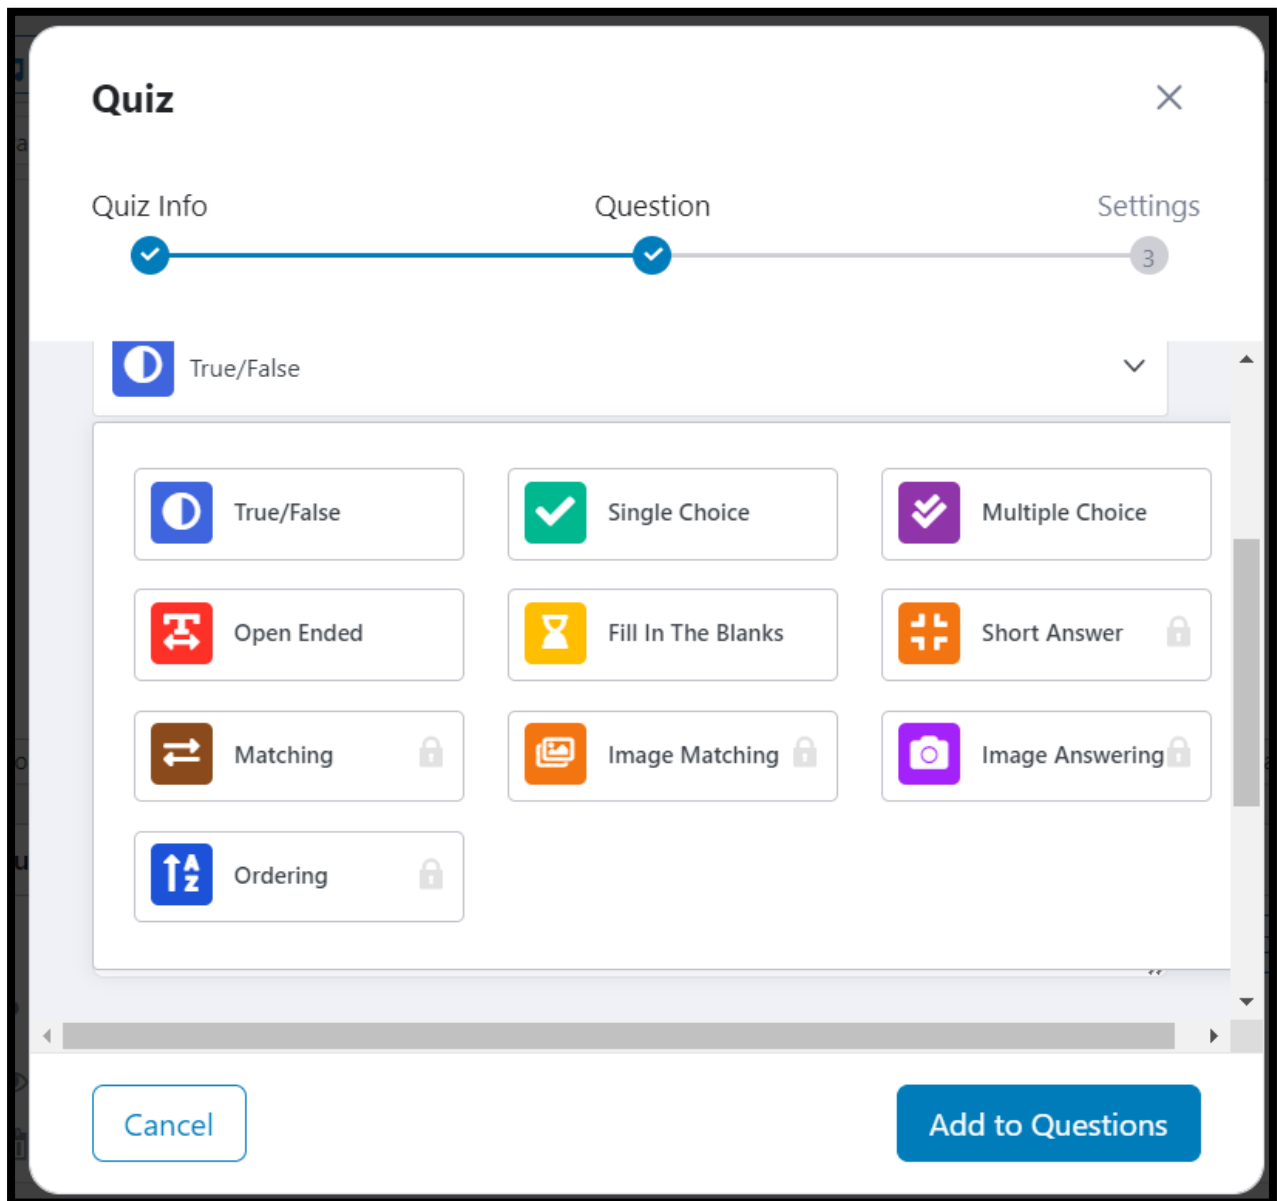 Quiz
Quiz Info Question Settings
3
True/False
True/False Single Choice Multiple Choice
Open Ended Fill In The Blanks Short Answer
Matching Image Matching Image Answering
Ordering
Cancel Add to Questions